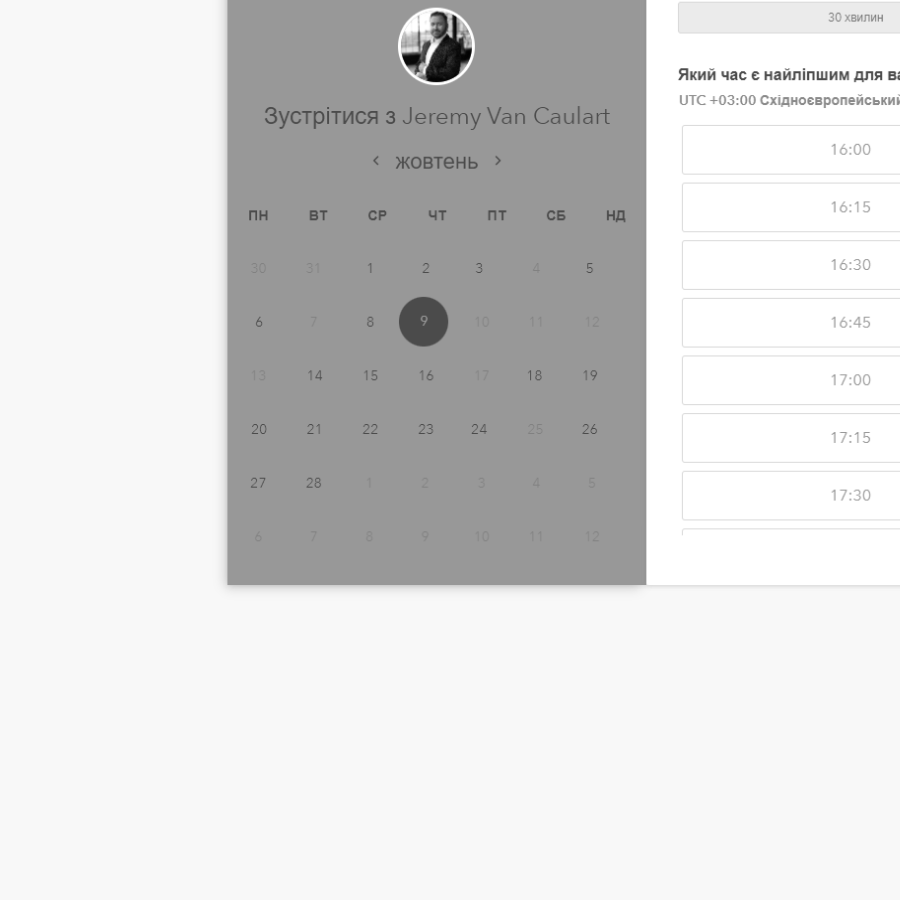 Зустрітися з Jeremy Van Caulart
жовтень
ПН ВТ СР ЧТ ПТ СБ НД
30 31 1 2 3 4 5
6 7 8 9 10 11 12
13 14 15 16 17 18 19
20 21 22 23 24 25 26
27 28 1 2 3 4 5
6 7 8 9 10 11 12
30 хвилин
Який час є найліпшим для ва
UTC +03:00 Східноєвропейський
16:00
16:15
16:30
16:45
17:00
17:15
17:30